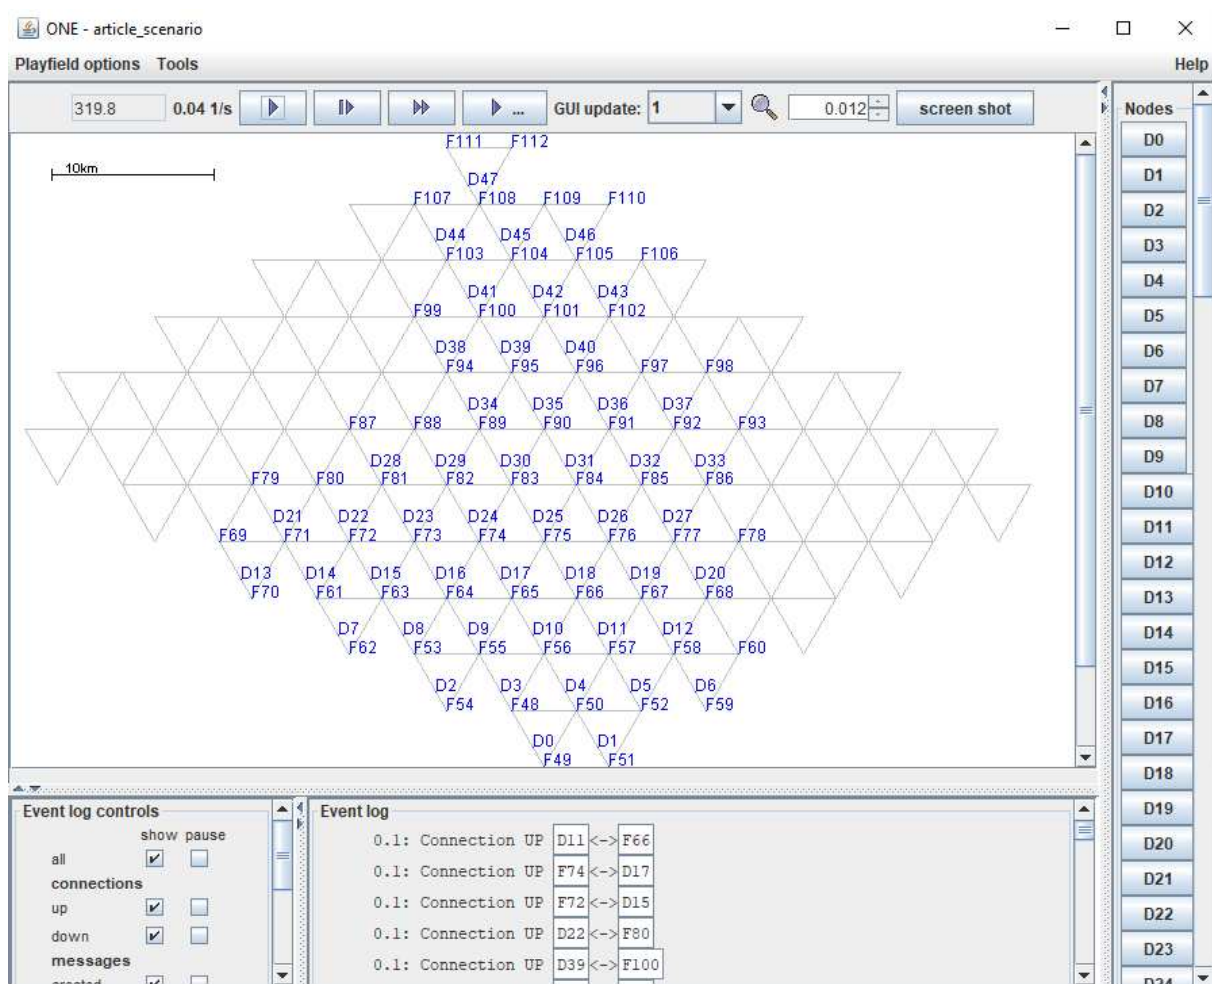 ONE - article_scenario
Playfield options Tools Help
319.8 0.04 1/s ... GUI update: 1 0.012 screen shot
10km
F111 F112
D47
F107 F108 F109 F110
D44 D45 D46
F103 F104 F105 F106
D41 D42 D43
F99 F100 F101 F102
D38 D39 D40
F94 F95 F96 F97 F98
D34 D35 D36 D37
F87 F88 F89 F90 F91 F92 F93
D28 D29 D30 D31 D32 D33
F79 F80 F81 F82 F83 F84 F85 F86
D21 D22 D23 D24 D25 D26 D27
F69 F71 F72 F73 F74 F75 F76 F77 F78
D13 D14 D15 D16 D17 D18 D19 D20
F70 F61 F63 F64 F65 F66 F67 F68
D7 D8 D9 D10 D11 D12
F62 F53 F55 F56 F57 F58 F60
D2 D3 D4 D5 D6
F54 F48 F50 F52 F59
D0 D1
F49 F51
Nodes
D0
D1
D2
D3
D4
D5
D6
D7
D8
D9
D10
D11
D12
D13
D14
D15
D16
D17
D18
D19
D20
D21
D22
D23
D24
Event log controls
show pause
all
connections
up
down
messages
created
Event log
0.1: Connection UP D11<->F66
0.1: Connection UP F74<->D17
0.1: Connection UP F72<->D15
0.1: Connection UP D22<->F80
0.1: Connection UP D39<->F100